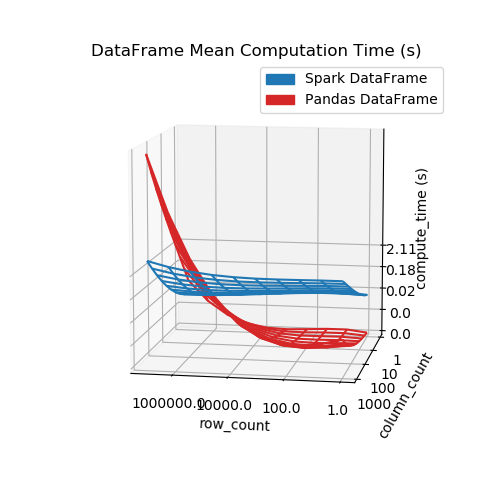 DataFrame Mean Computation Time (s)
Spark DataFrame
Pandas DataFrame
compute_time (s)
2.11
0.18
0.02
0.0
0.0
column_count
1
10
100
1000
1000000.0
10000.0
100.0
1.0
row_count